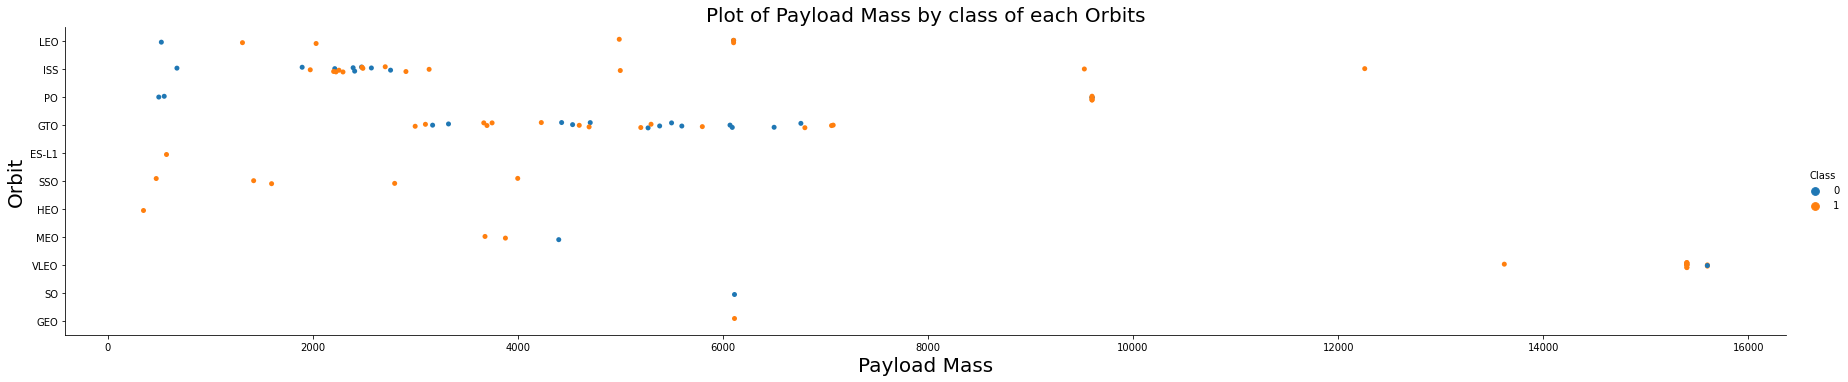 Plot of Payload Mass by class of each Orbits
Orbit
LEO
ISS
PO
GTO
ES-L1
SSO
HEO
MEO
VLEO
SO
GEO
0 2000 4000 6000 8000 10000 12000 14000 16000
Payload Mass
Class
0
1